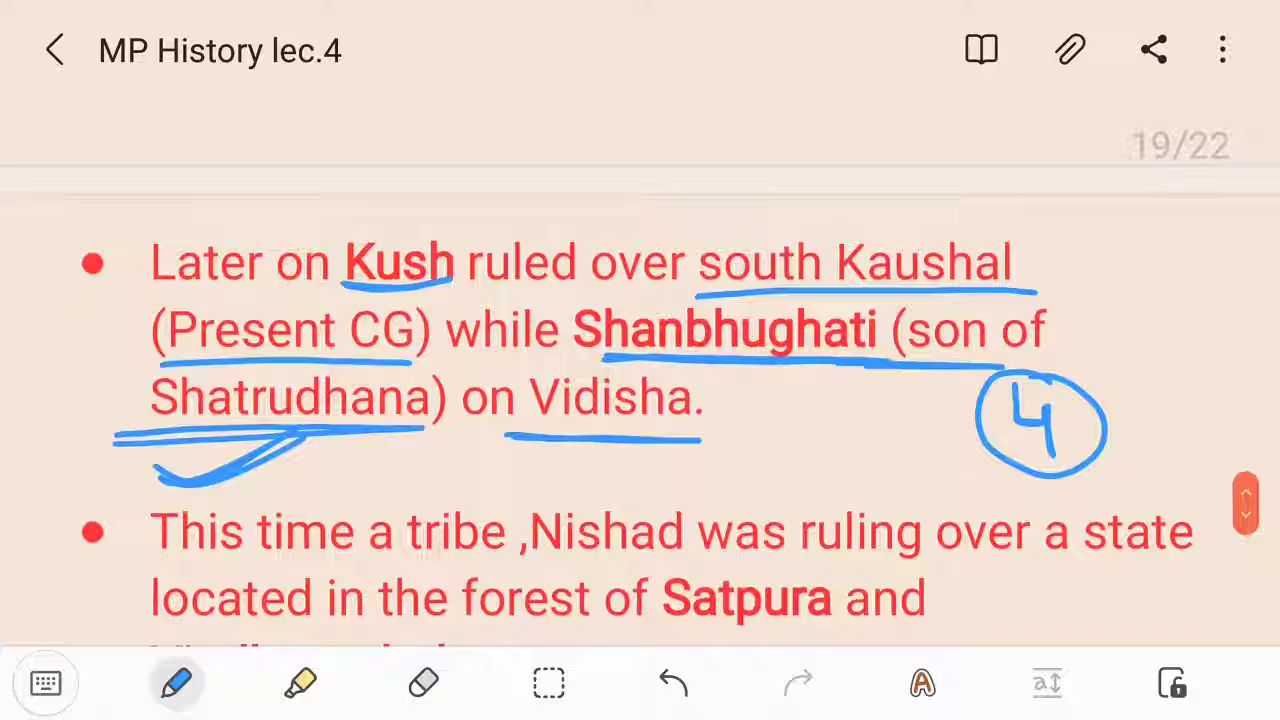 MP History lec.4
19/22
Later on Kush ruled over south Kaushal
(Present CG) while Shanbhughati (son of
Shatrudhana) on Vidisha.
4
This time a tribe ,Nishad was ruling over a state
located in the forest of Satpura and